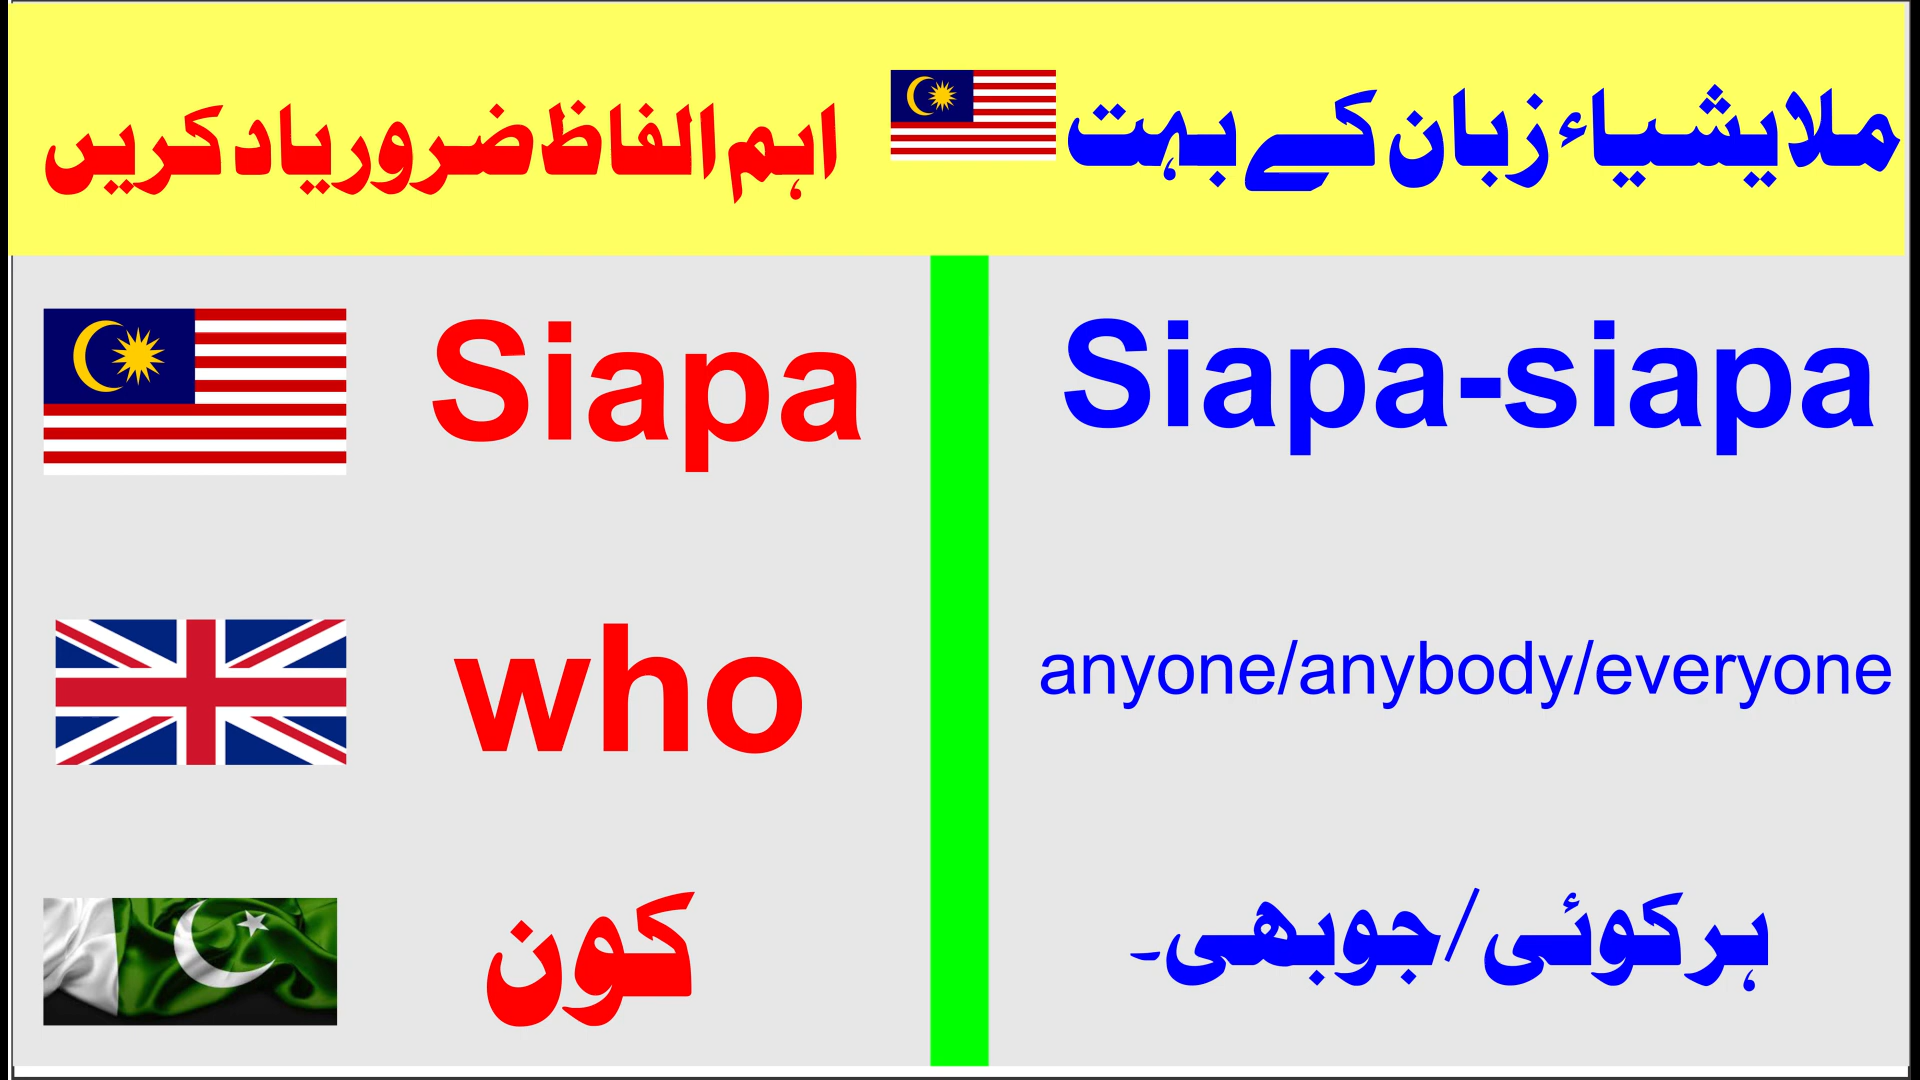 ملایشیاء زبان کے بہت اہم الفاظ ضرور یاد کریں
Siapa
Siapa-siapa
who
anyone/anybody/everyone
کون
ہرکوئی/جوبھی۔